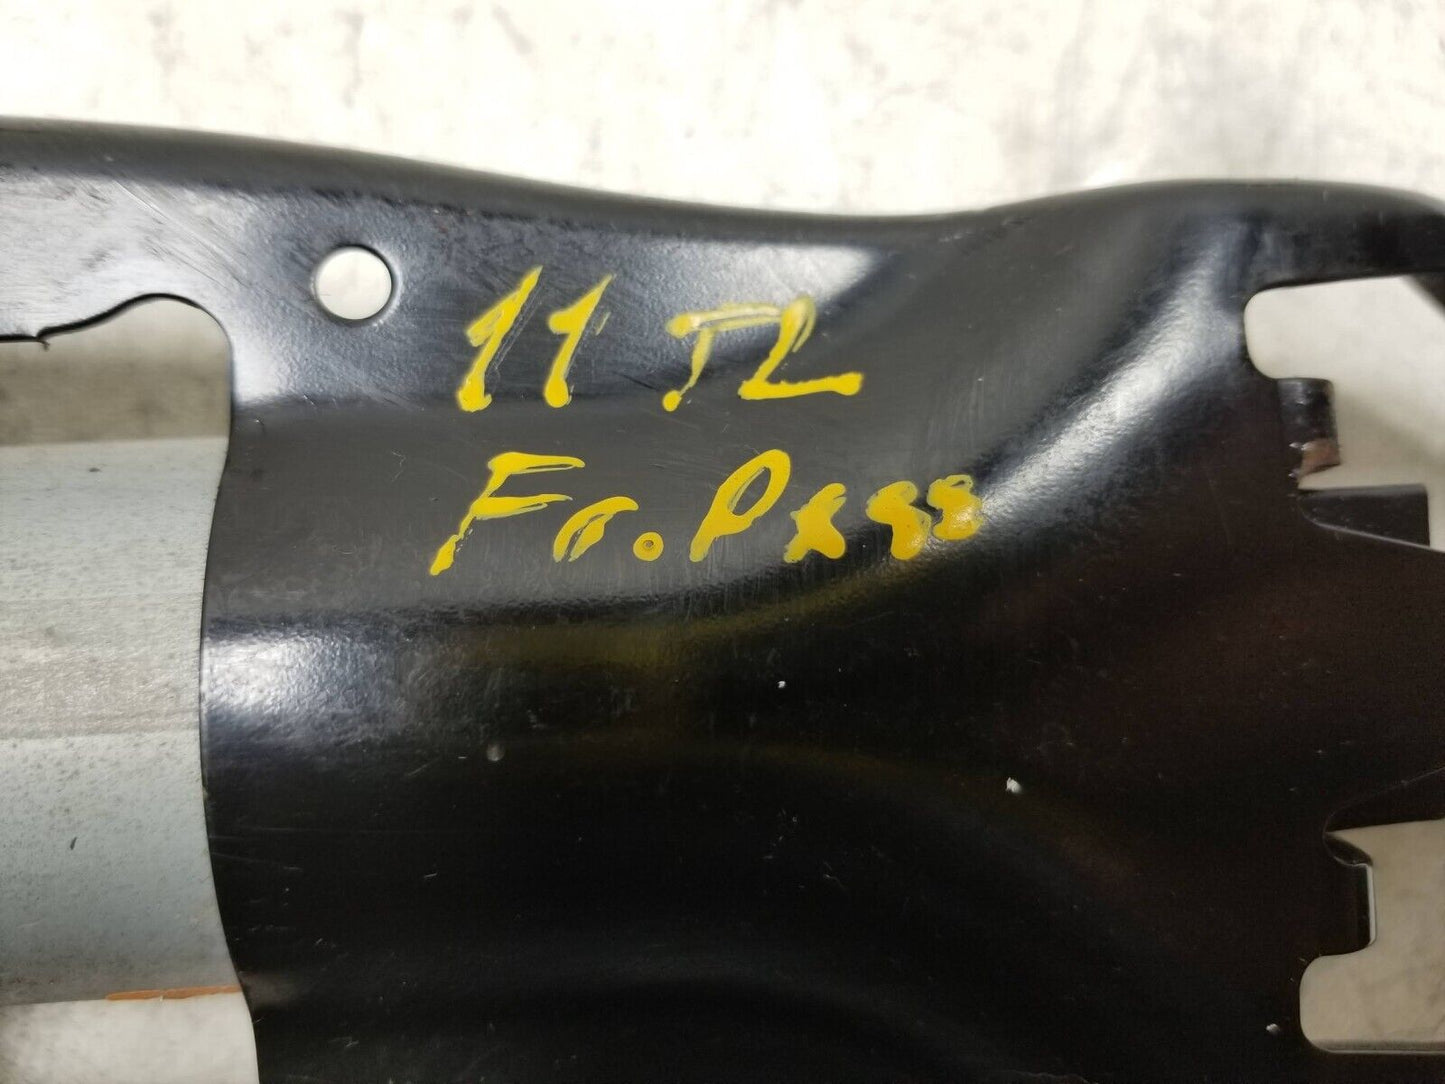 11 TL
Fr. Pass